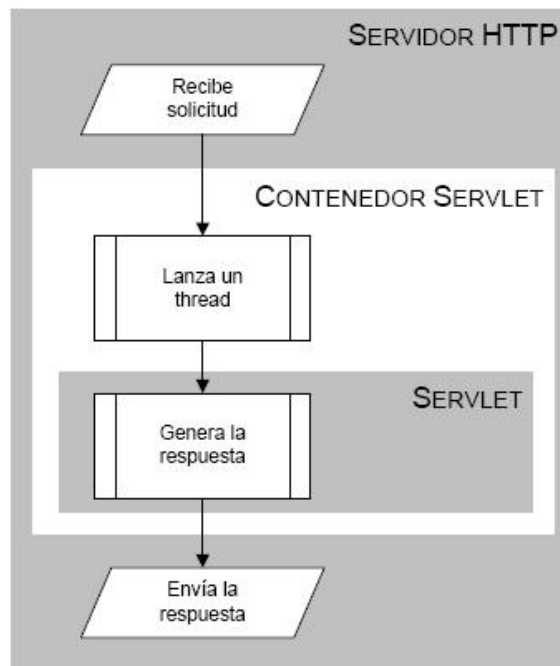 SERVIDOR HTTP
Recibe
solicitud
CONTENEDOR SERVLET
Lanza un
thread
SERVLET
Genera la
respuesta
Envía la
respuesta